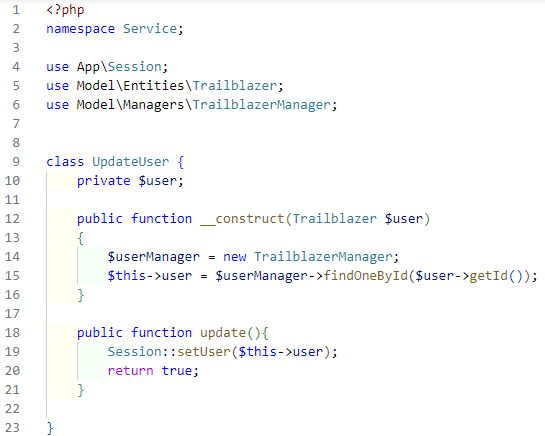 1 <?php
2 namespace Service;
3
4 use App\Session;
5 use Model\Entities\Trailblazer;
6 use Model\Managers\TrailblazerManager;
7
8
9 class UpdateUser {
10     private $user;
11
12     public function __construct(Trailblazer $user)
13     {
14         $userManager = new TrailblazerManager;
15         $this->user = $userManager->findOneById($user->getId());
16     }
17
18     public function update(){
19         Session::setUser($this->user);
20         return true;
21     }
22
23 }